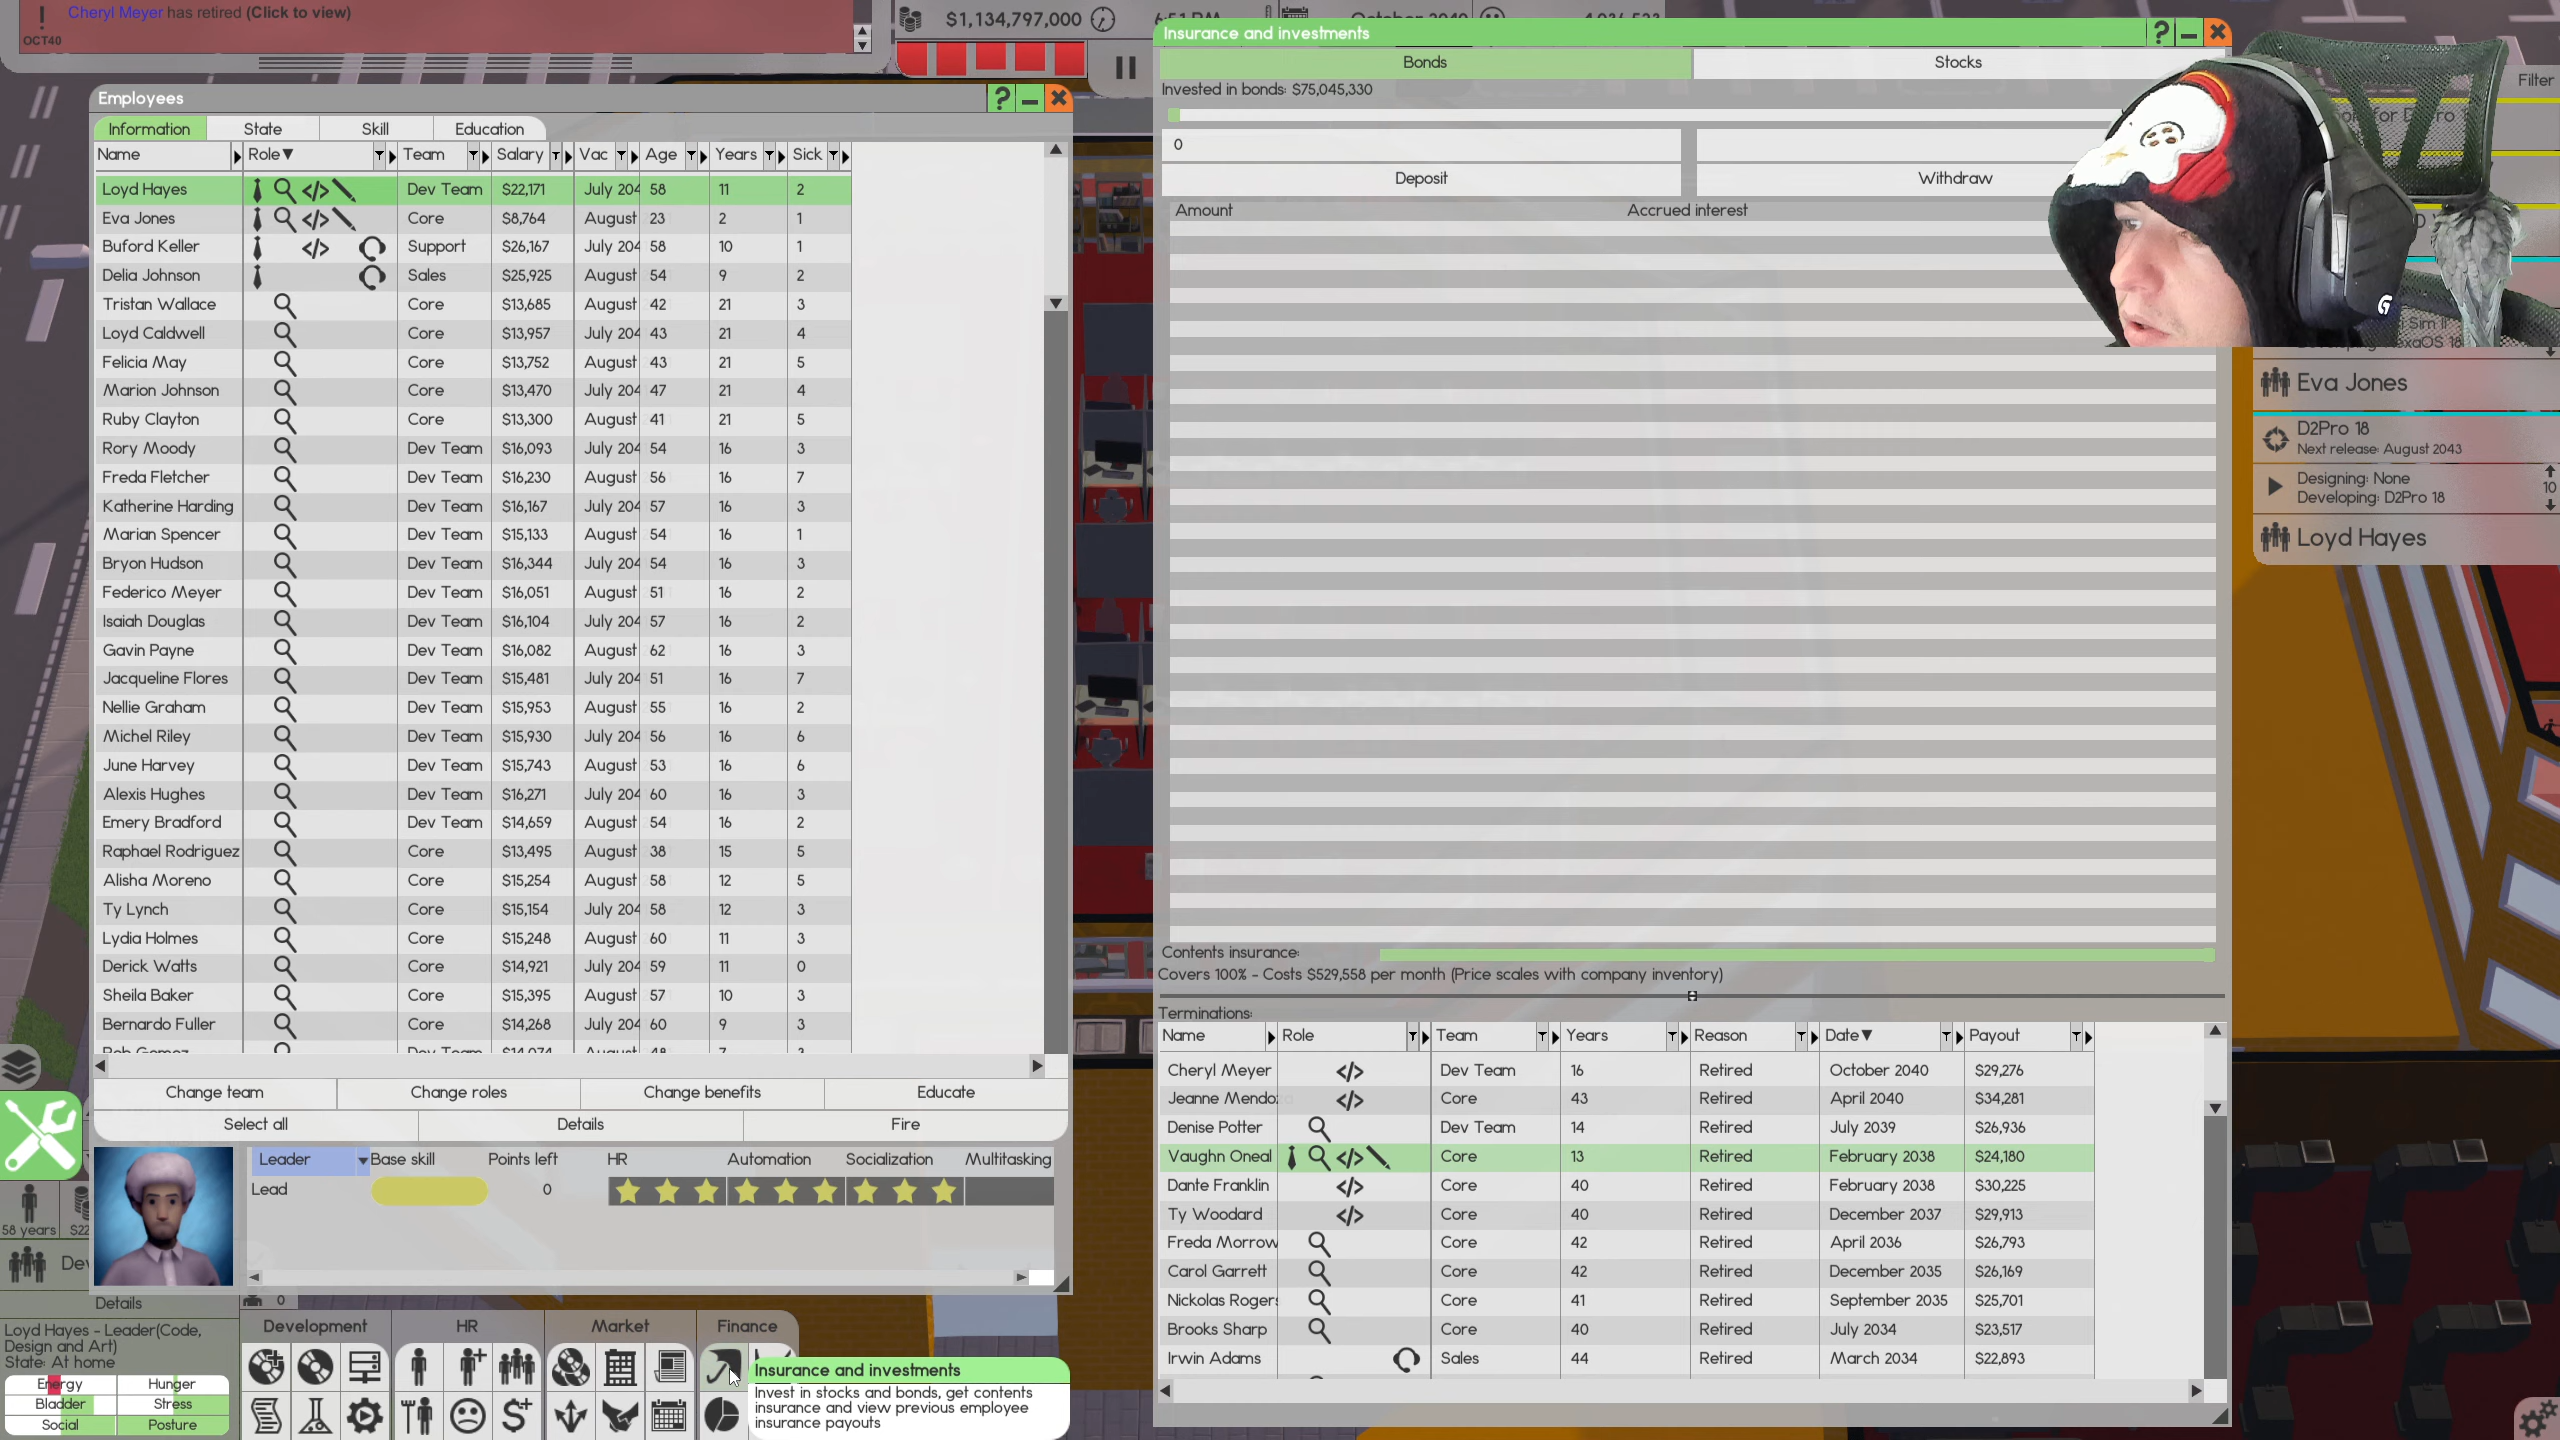 Cheryl Meyer has retired (Click to view)
OCT40
$1,134,797,000
Employees
Information State Skill Education
Name Role▼ Team Salary Vac Age Years Sick
Loyd Hayes Dev Team $22,171 July 204 58 11 2
Eva Jones Core $8,764 August 23 2 1
Buford Keller Support $26,167 July 204 58 10 1
Delia Johnson Sales $25,925 August 54 9 2
Tristan Wallace Core $13,685 August 42 21 3
Loyd Caldwell Core $13,957 July 204 43 21 4
Felicia May Core $13,752 August 43 21 5
Marion Johnson Core $13,470 July 204 47 21 4
Ruby Clayton Core $13,300 August 41 21 5
Rory Moody Dev Team $16,093 July 204 54 16 3
Freda Fletcher Dev Team $16,230 August 56 16 7
Katherine Harding Dev Team $16,167 July 204 57 16 3
Marian Spencer Dev Team $15,133 August 54 16 1
Bryon Hudson Dev Team $16,344 July 204 54 16 3
Federico Meyer Dev Team $16,051 August 51 16 2
Isaiah Douglas Dev Team $16,104 July 204 57 16 2
Gavin Payne Dev Team $16,082 July 204 62 16 3
Jacqueline Flores Dev Team $15,481 July 204 51 16 7
Nellie Graham Dev Team $15,953 August 55 16 2
Michel Riley Dev Team $15,930 July 204 56 16 6
June Harvey Dev Team $15,743 August 53 16 6
Alexis Hughes Dev Team $16,271 July 204 60 16 3
Emery Bradford Dev Team $14,659 August 54 16 2
Raphael Rodriguez Core $13,495 August 38 15 5
Alisha Moreno Core $15,254 August 58 12 5
Ty Lynch Core $15,154 July 204 58 12 3
Lydia Holmes Core $15,248 August 60 11 3
Derick Watts Core $14,921 July 204 59 11 0
Sheila Baker Core $15,395 August 57 10 3
Bernardo Fuller Core $14,268 July 204 60 9 3
Change team Change roles Change benefits Educate
Select all Details Fire
Leader Base skill Points left HR Automation Socialization Multitasking
Lead 0
58 years
Details
Loyd Hayes - Leader(Code,
Design and Art)
State: At home
Energy Hunger
Bladder Stress
Social Posture
0
Development HR Market Finance
Insurance and investments
Invest in stocks and bonds, get contents
insurance and view previous employee
insurance payouts
Insurance and investments
Bonds Stocks
Invested in bonds: $75,045,330
0
Deposit Withdraw
Amount Accrued interest
Contents insurance:
Covers 100% - Costs $529,558 per month (Price scales with company inventory)
Terminations:
Name Role Team Years Reason Date▼ Payout
Cheryl Meyer Dev Team 16 Retired October 2040 $29,276
Jeanne Mendoz Core 43 Retired April 2040 $34,281
Denise Potter Dev Team 14 Retired July 2039 $26,936
Vaughn Oneal Core 13 Retired February 2038 $24,180
Dante Franklin Core 40 Retired February 2038 $30,225
Ty Woodard Core 40 Retired December 2037 $29,913
Freda Morrow Core 42 Retired April 2036 $26,793
Carol Garrett Core 42 Retired December 2035 $26,169
Nickolas Rogers Core 41 Retired September 2035 $25,701
Brooks Sharp Core 40 Retired July 2034 $23,517
Irwin Adams Sales 44 Retired March 2034 $22,893
Filter
Eva Jones
D2Pro 18
Next release: August 2043
Designing: None
Developing: D2Pro 18
10
Loyd Hayes